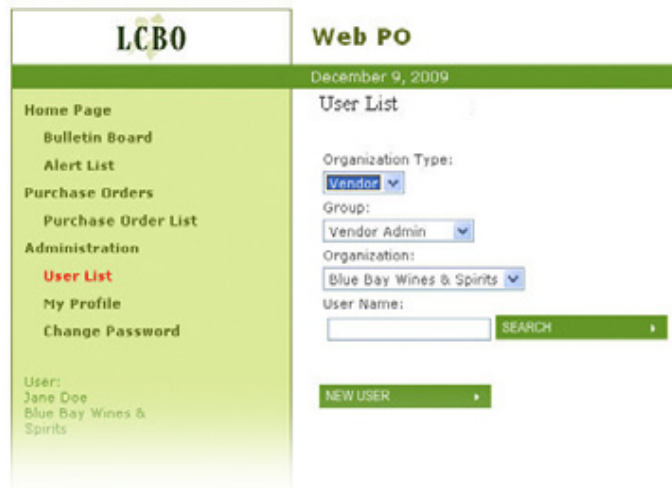 LCBO
Web PO
December 9, 2009
Home Page
Bulletin Board
Alert List
Purchase Orders
Purchase Order List
Administration
User List
My Profile
Change Password
User:
Jane Doe
Blue Bay Wines &
Spirits
User List
Organization Type:
Vendor
Group:
Vendor Admin
Organization:
Blue Bay Wines & Spirits
User Name:
SEARCH
NEW USER